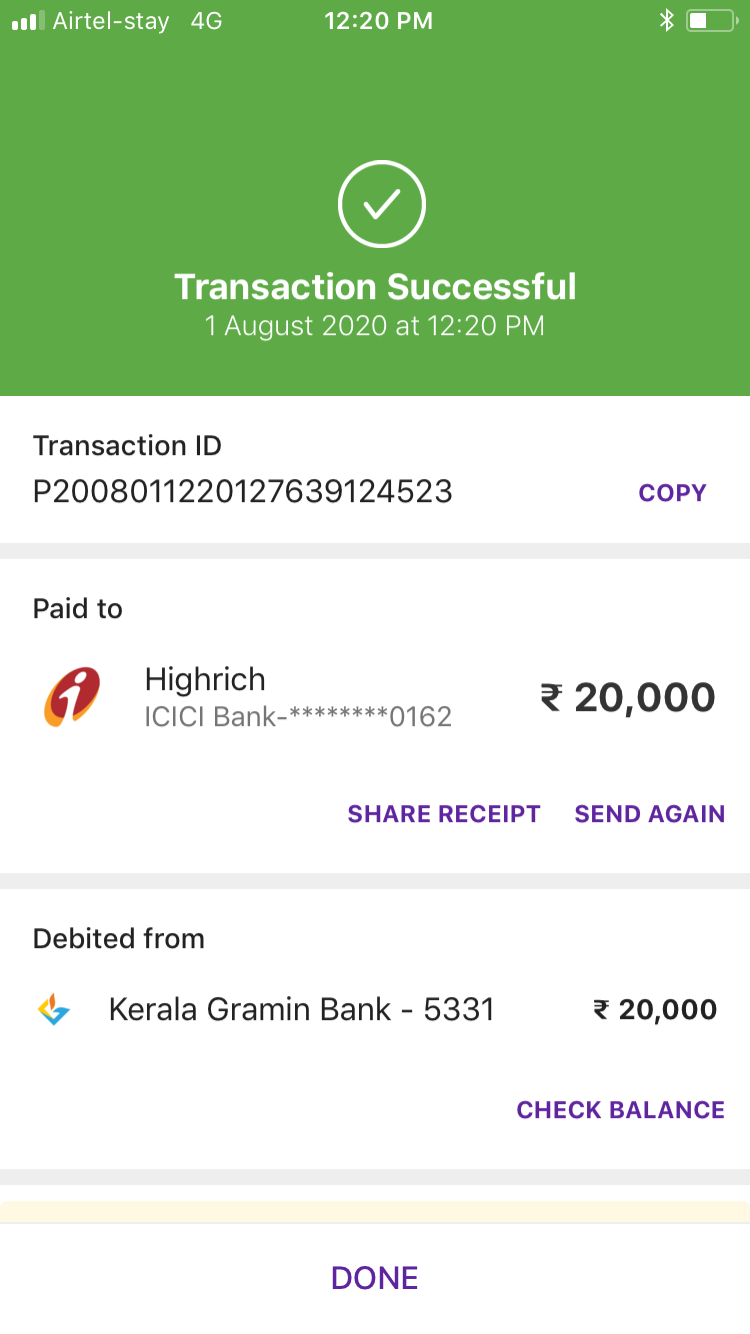 Airtel-stay 4G 12:20 PM
Transaction Successful
1 August 2020 at 12:20 PM
Transaction ID
P2008011220127639124523
COPY
Paid to
Highrich
ICICI Bank-********0162
₹ 20,000
SHARE RECEIPT SEND AGAIN
Debited from
Kerala Gramin Bank - 5331 ₹ 20,000
CHECK BALANCE
DONE